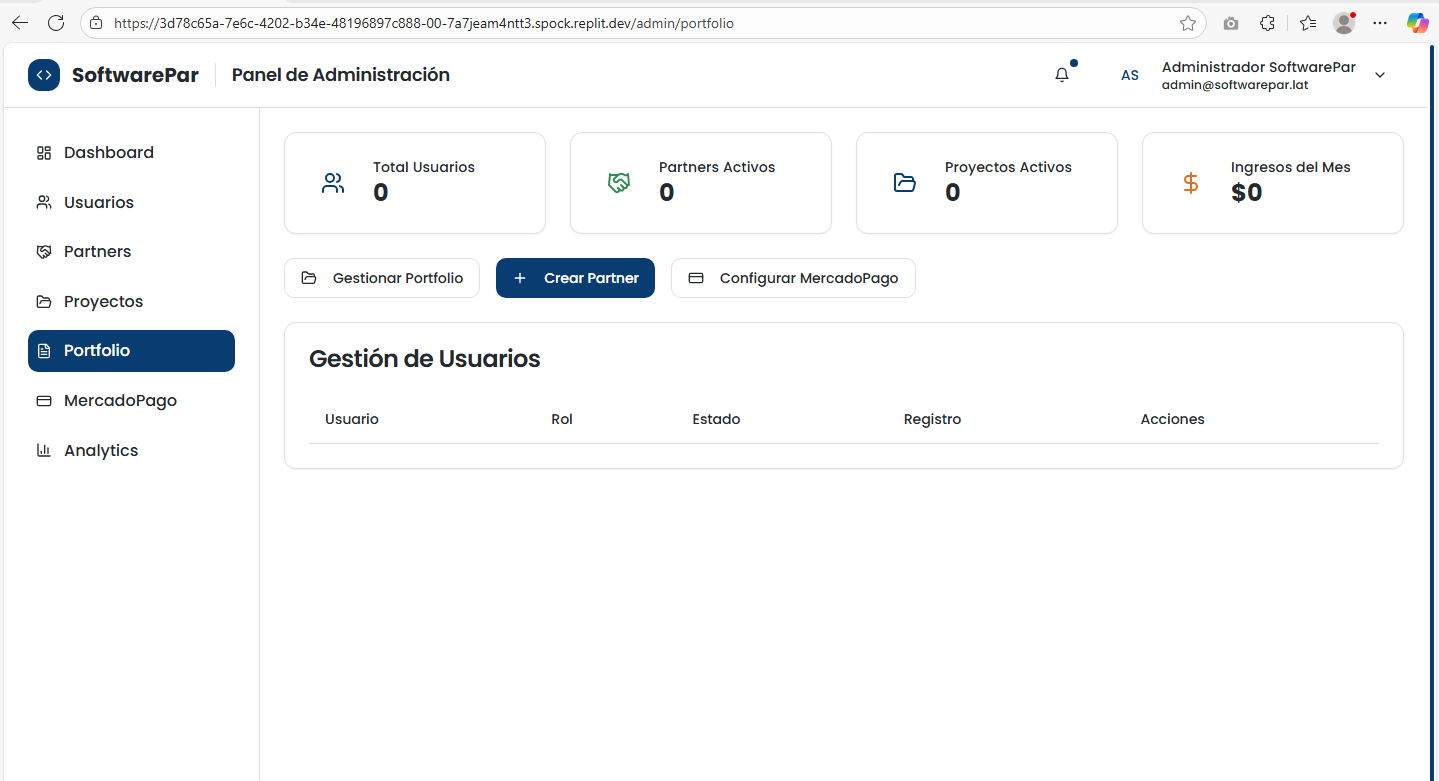 https://3d78c65a-7e6c-4202-b34e-48196897c888-00-7a7jeam4ntt3.spock.replit.dev/admin/portfolio
SoftwarePar
Panel de Administración
AS
Administrador SoftwarePar
admin@softwarepar.lat
Dashboard
Usuarios
Partners
Proyectos
Portfolio
MercadoPago
Analytics
Total Usuarios
0
Partners Activos
0
Proyectos Activos
0
Ingresos del Mes
$0
Gestionar Portfolio
Crear Partner
Configurar MercadoPago
Gestión de Usuarios
Usuario Rol Estado Registro Acciones